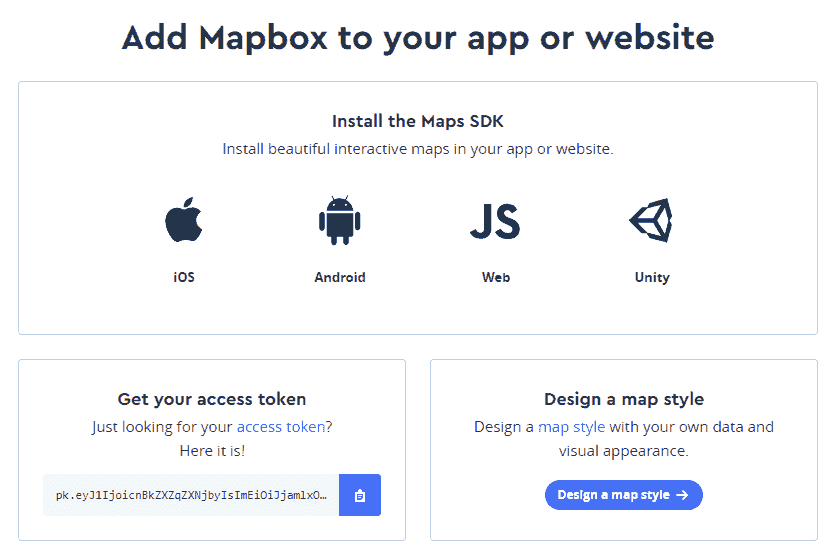 Add Mapbox to your app or website
Install the Maps SDK
Install beautiful interactive maps in your app or website.
JS
iOS
Android
Web
Unity
Get your access token
Just looking for your access token?
Here it is!
pk.eyJ1IjoicnBkZXZqZXNjbyIsImEiOiJjamlxO…
Design a map style
Design a map style with your own data and
visual appearance.
Design a map style →